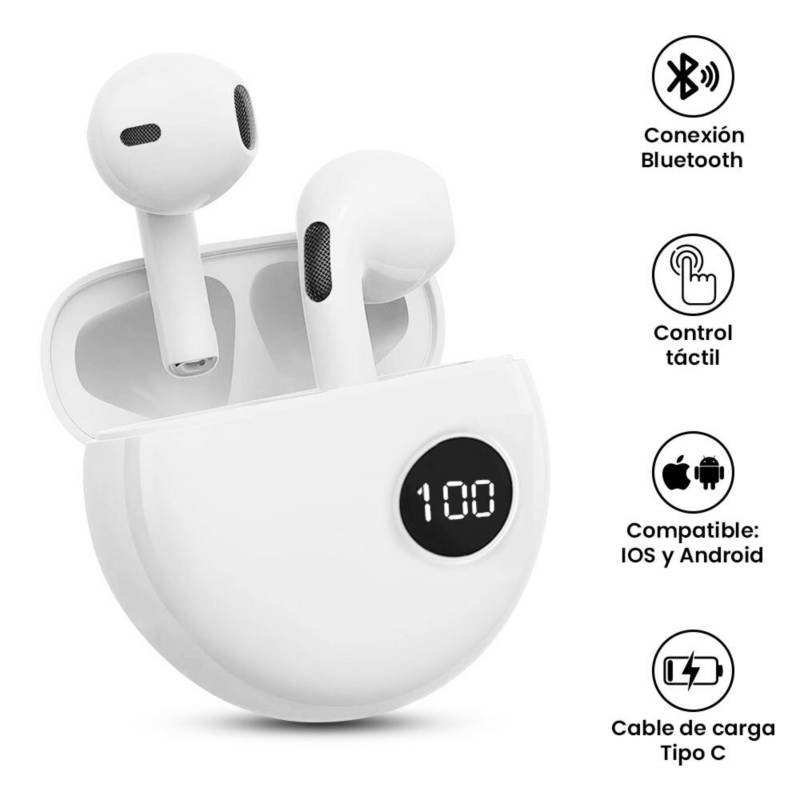 Conexión
Bluetooth
Control
táctil
100
Compatible:
IOS y Android
Cable de carga
Tipo C